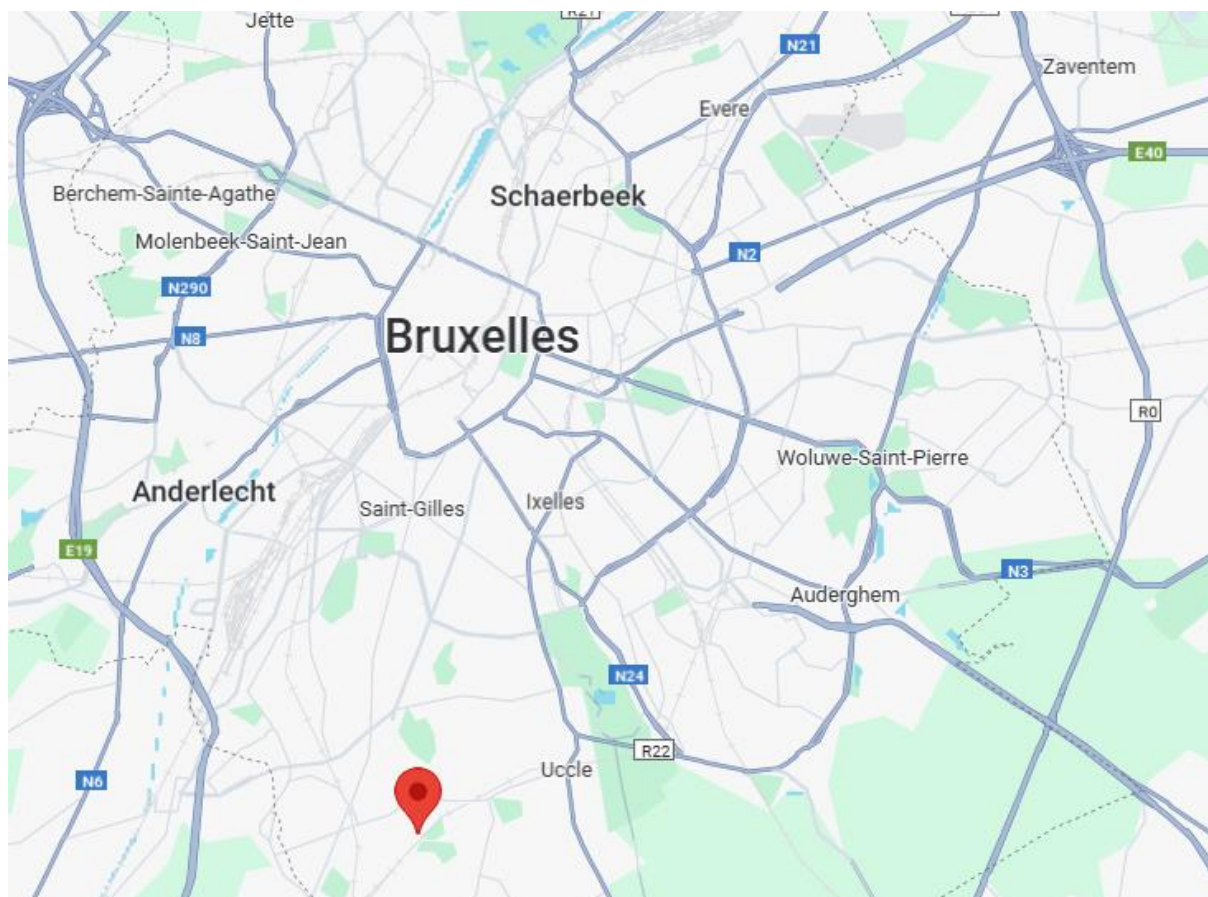 Jette
N21
Zaventem
Evere
E40
Berchem-Sainte-Agathe
Schaerbeek
Molenbeek-Saint-Jean
N2
N290
N8
Bruxelles
R0
Woluwe-Saint-Pierre
Anderlecht
Saint-Gilles
Ixelles
E19
N3
Auderghem
N24
R22
Uccle
N6